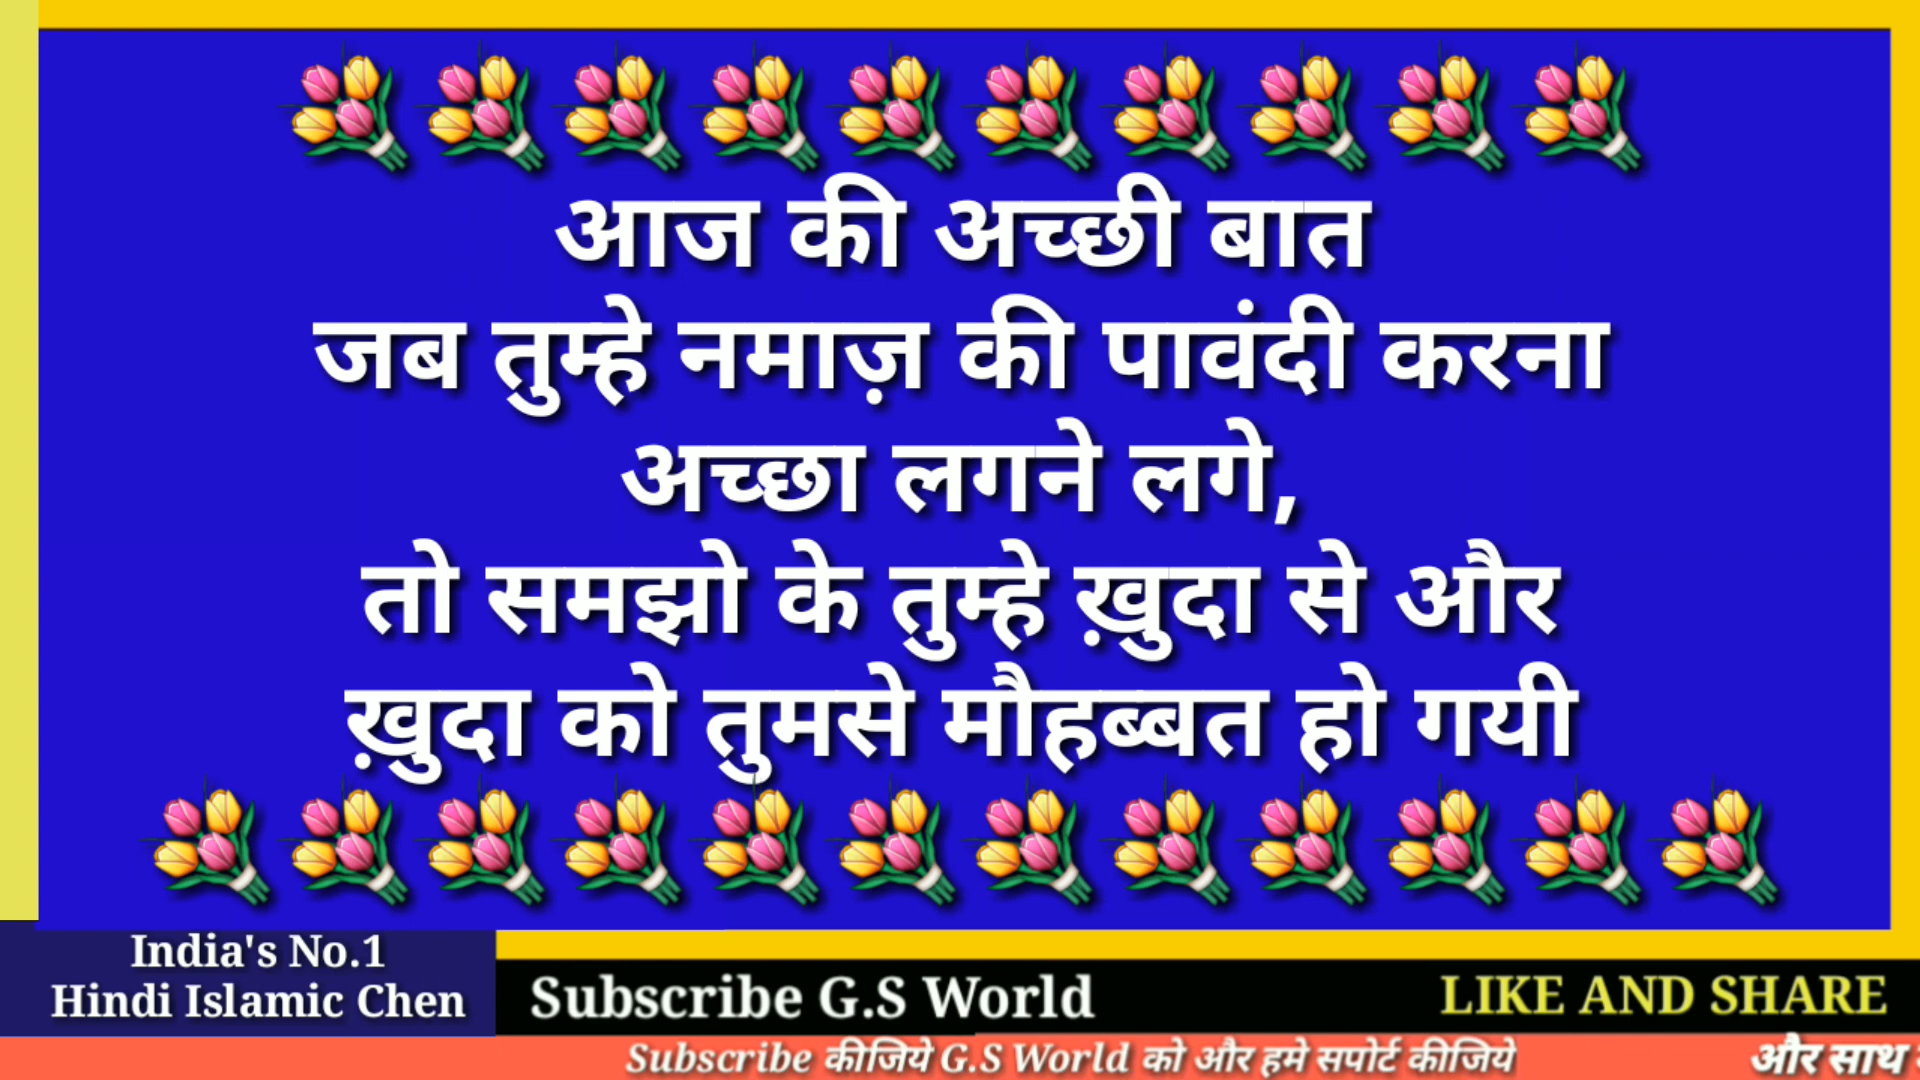 आज की अच्छी बात
जब तुम्हे नमाज़ की पावंदी करना
अच्छा लगने लगे,
तो समझो के तुम्हे ख़ुदा से और
ख़ुदा को तुमसे मौहब्बत हो गयी
India's No.1
Hindi Islamic Chen
Subscribe G.S World
LIKE AND SHARE
Subscribe कीजिये G.S World को और हमे सपोर्ट कीजिये
और साथ